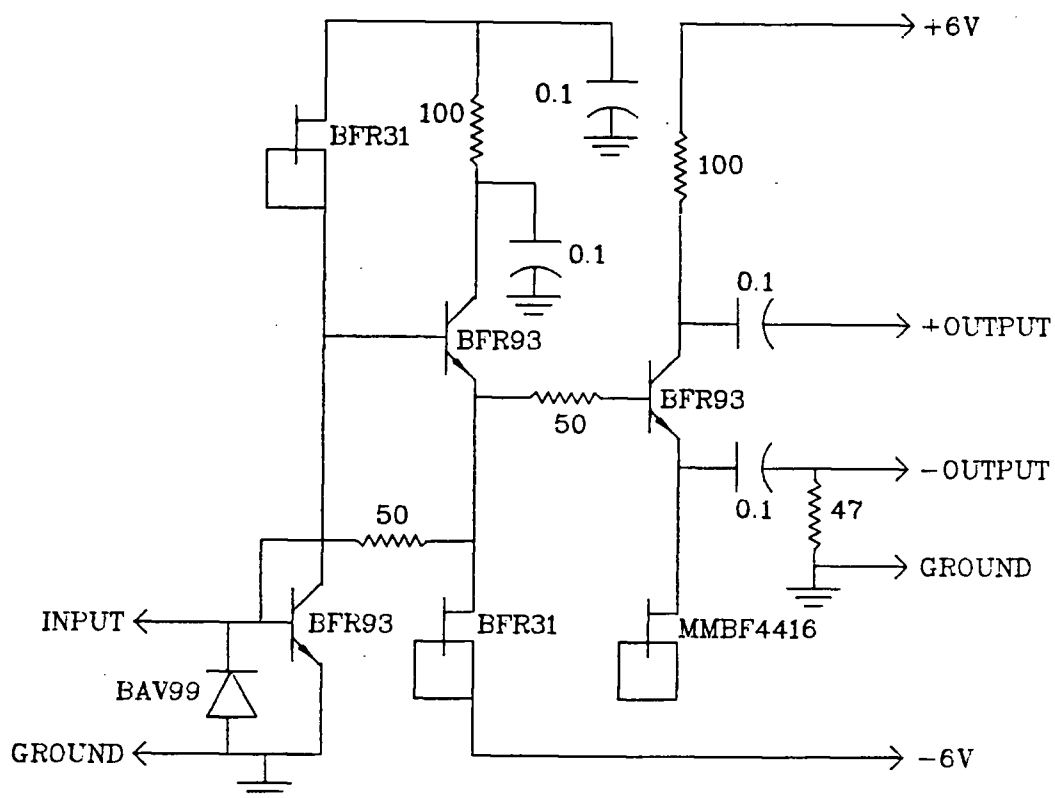 +6V
0.1
100
BFR31
100
0.1
0.1
+OUTPUT
BFR93
BFR93
50
-OUTPUT
0.1
47
50
GROUND
INPUT
BFR93
BFR31
MMBF4416
BAV99
GROUND
-6V